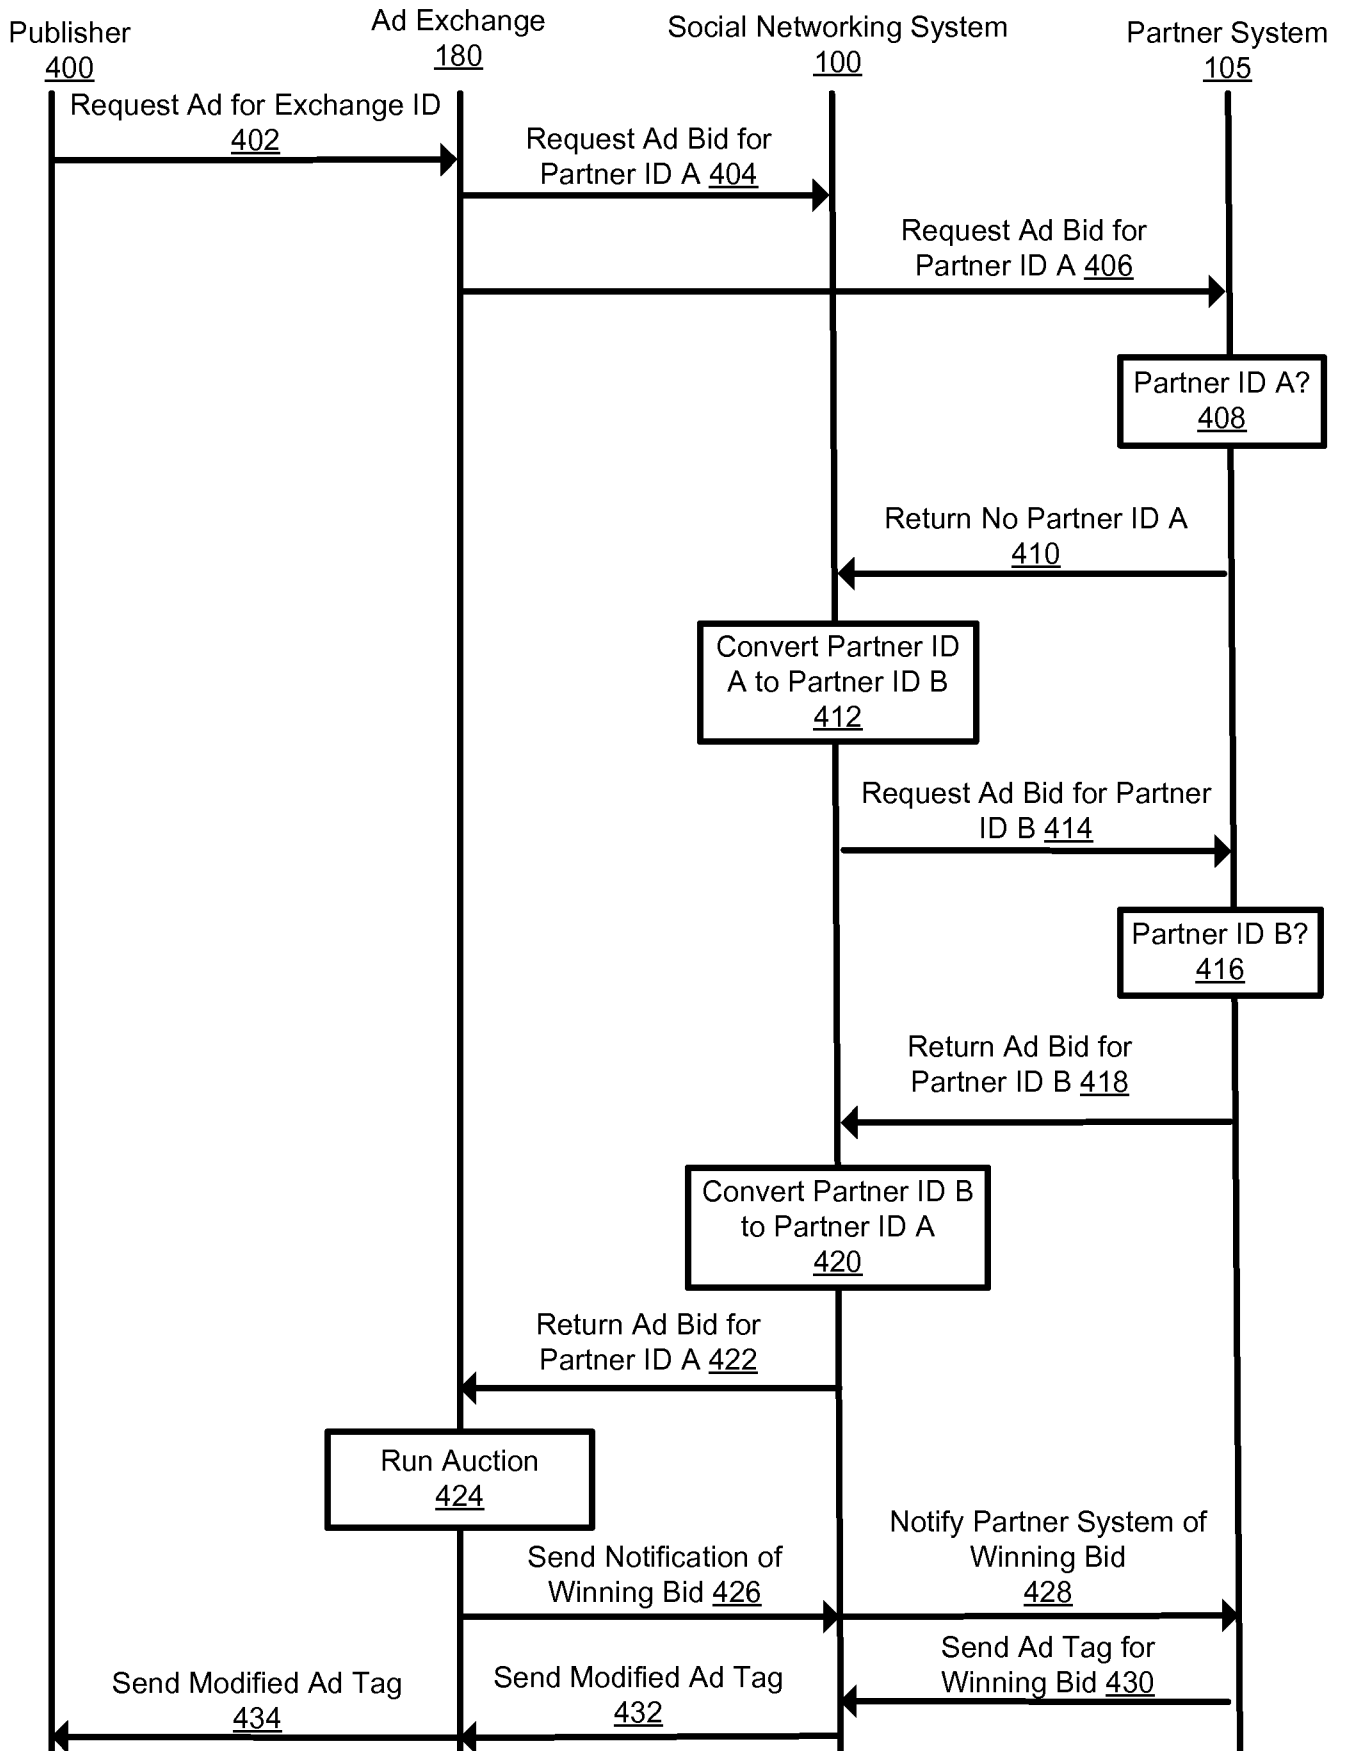 Publisher
400
Ad Exchange
180
Social Networking System
100
Partner System
105
Request Ad for Exchange ID
402
Request Ad Bid for
Partner ID A 404
Request Ad Bid for
Partner ID A 406
Partner ID A?
408
Return No Partner ID A
410
Convert Partner ID
A to Partner ID B
412
Request Ad Bid for Partner
ID B 414
Partner ID B?
416
Return Ad Bid for
Partner ID B 418
Convert Partner ID B
to Partner ID A
420
Return Ad Bid for
Partner ID A 422
Run Auction
424
Send Notification of
Winning Bid 426
Notify Partner System of
Winning Bid
428
Send Ad Tag for
Winning Bid 430
Send Modified Ad Tag
432
Send Modified Ad Tag
434